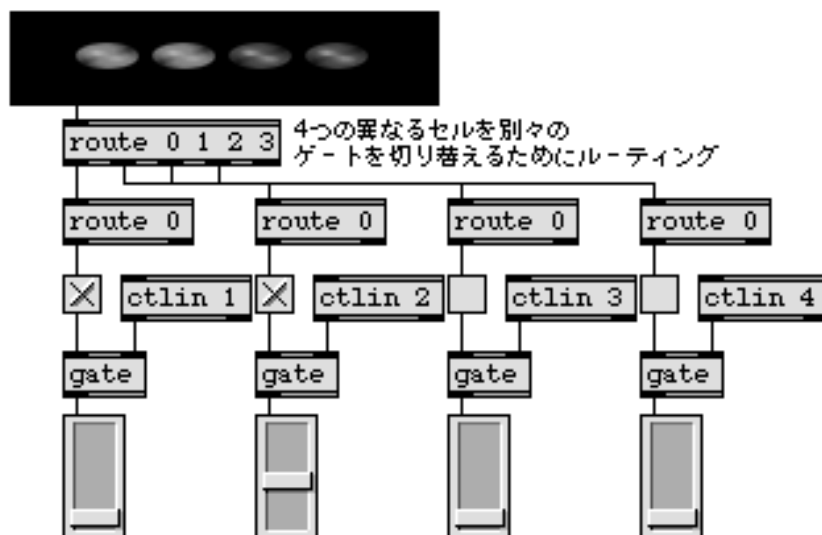 route 0 1 2 3
4つの異なるセルを別々の
ゲートを切り替えるためにルーティング
route 0
route 0
route 0
route 0
ctlin 1
ctlin 2
ctlin 3
ctlin 4
gate
gate
gate
gate